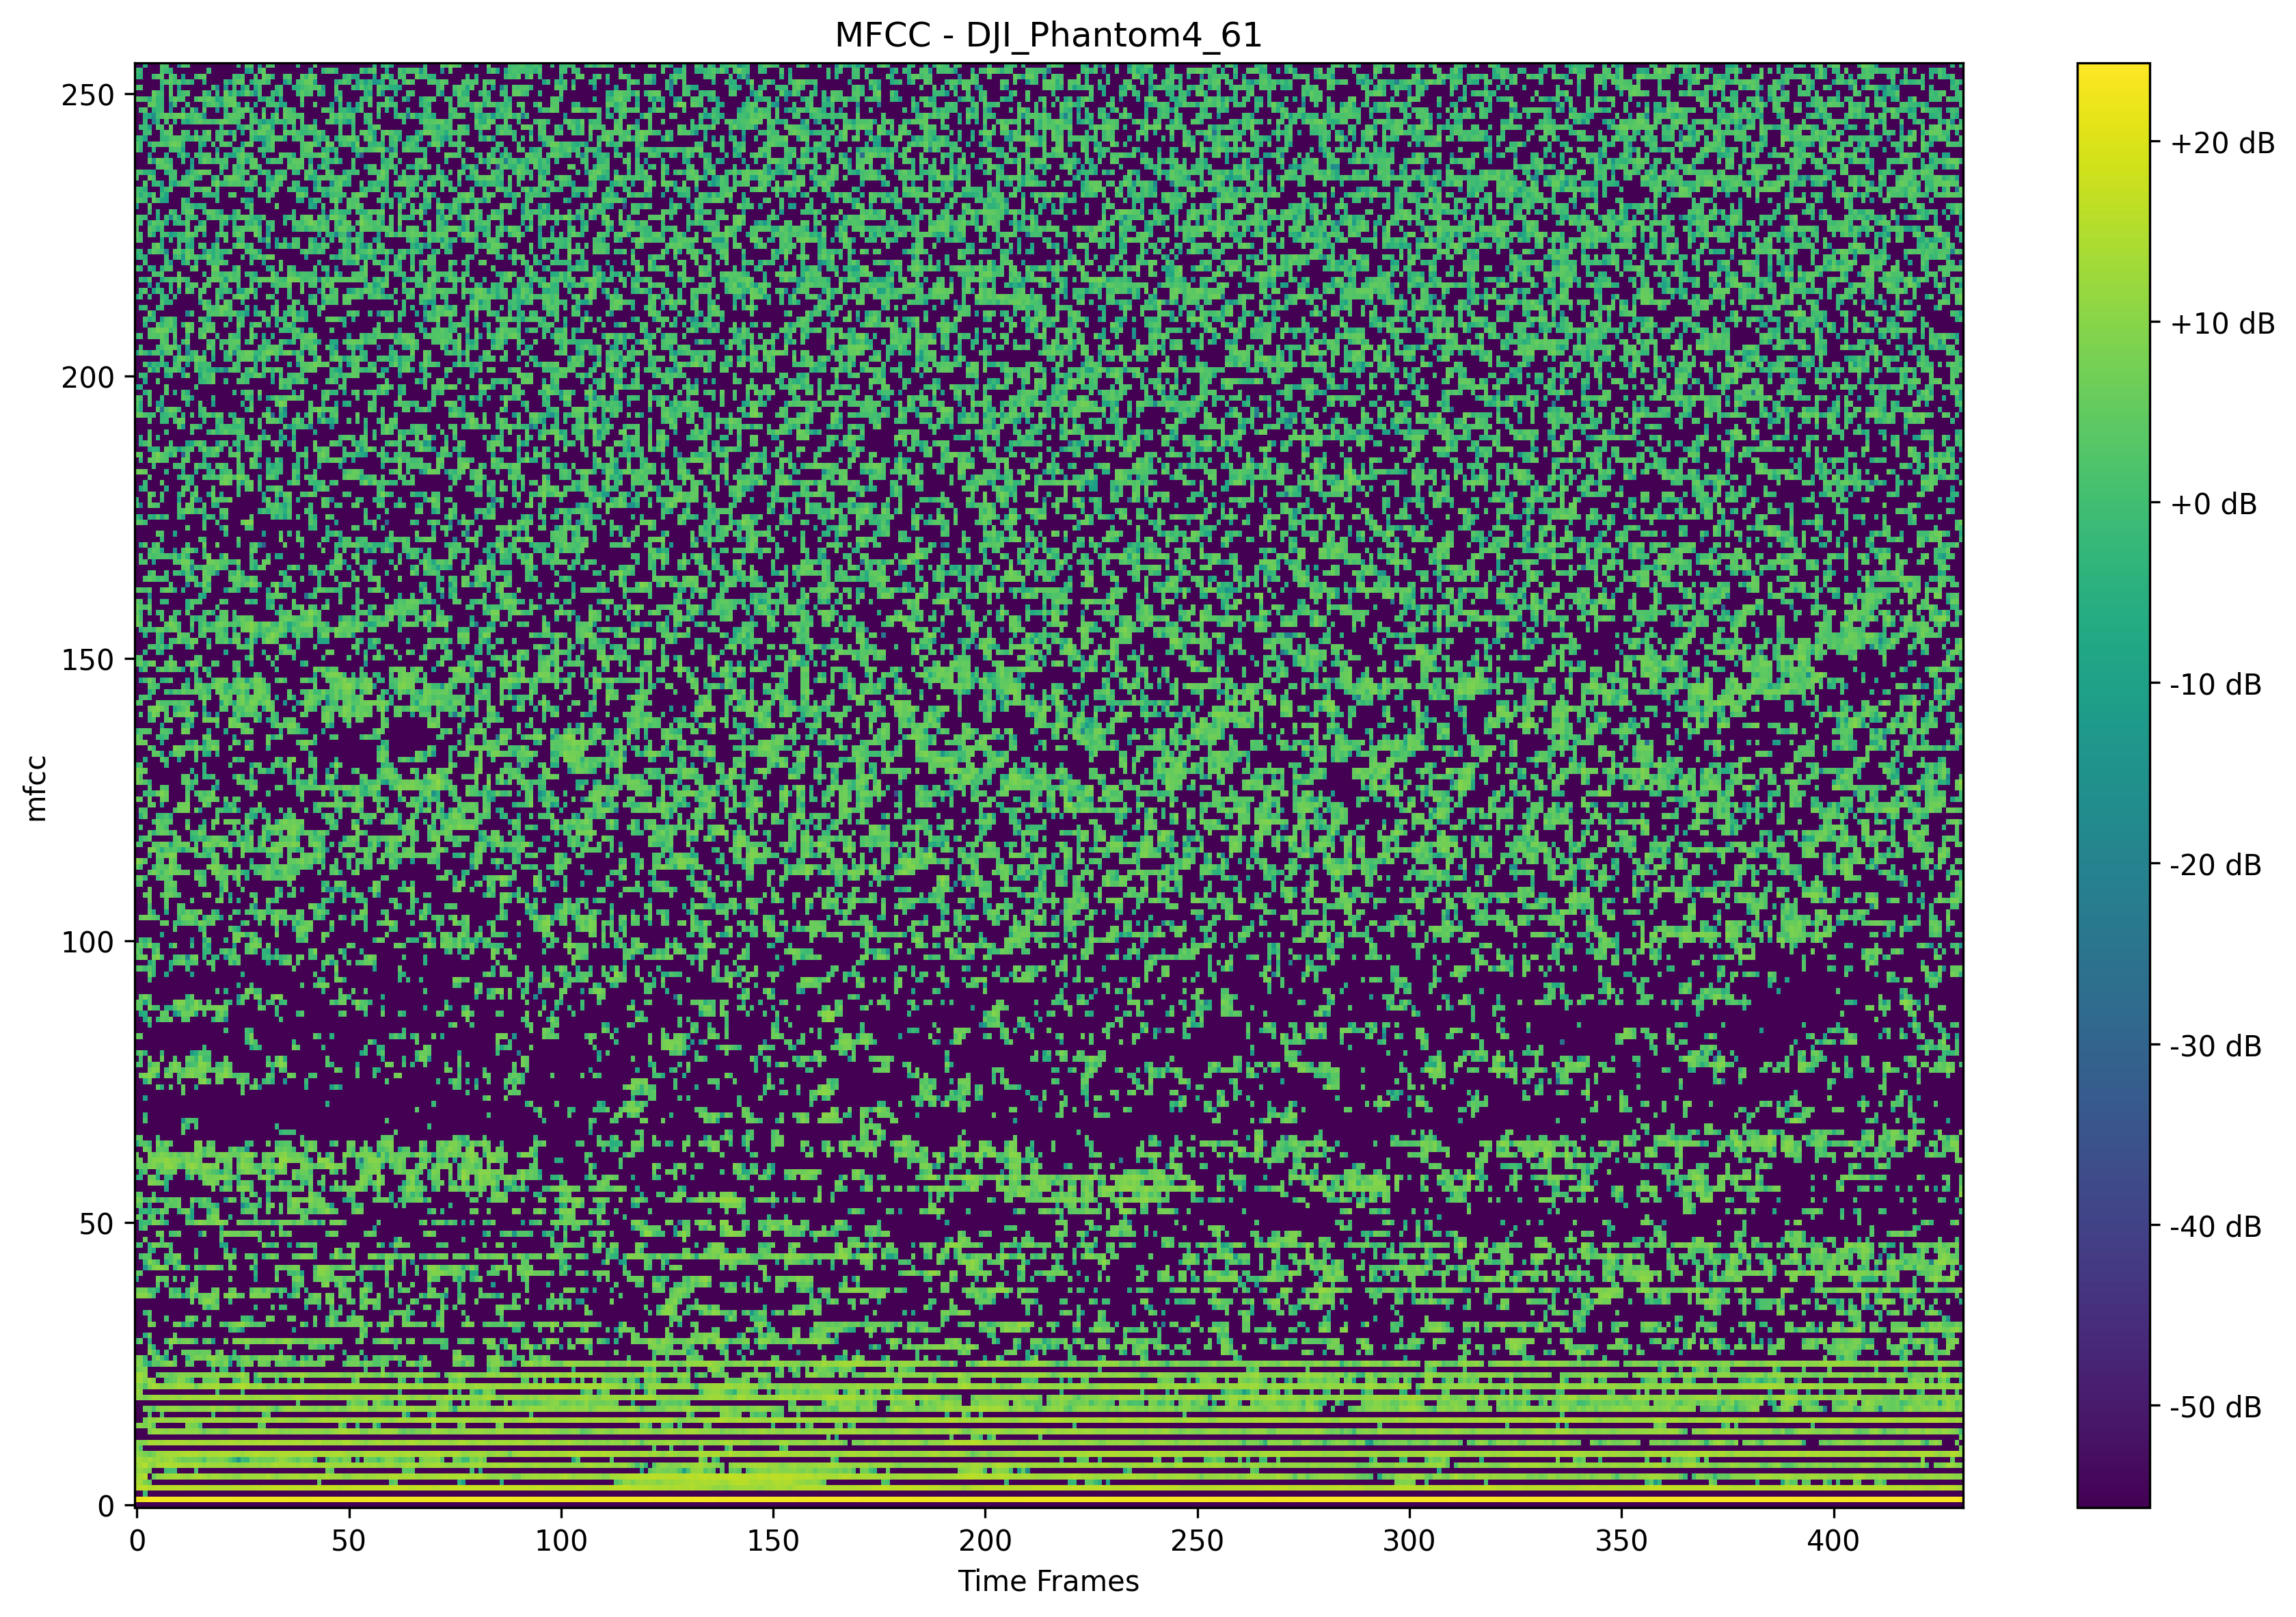 MFCC - DJI_Phantom4_61
250
200
150
100
50
0
mfcc
0 50 100 150 200 250 300 350 400
Time Frames
+20 dB
+10 dB
+0 dB
-10 dB
-20 dB
-30 dB
-40 dB
-50 dB